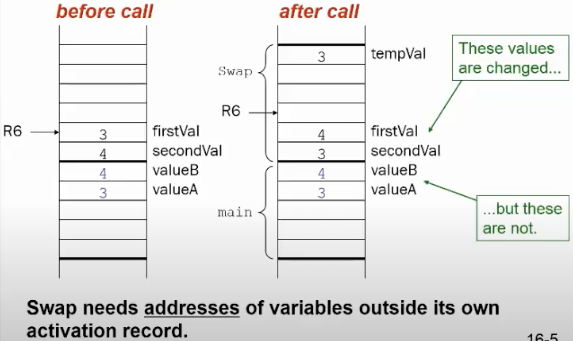 before call
after call
3 tempVal
Swap
These values
are changed...
R6
R6
3 firstVal
4 secondVal
4 valueB
3 valueA
4 firstVal
3 secondVal
4 valueB
3 valueA
main
...but these
are not.
Swap needs addresses of variables outside its own
activation record.
16-5